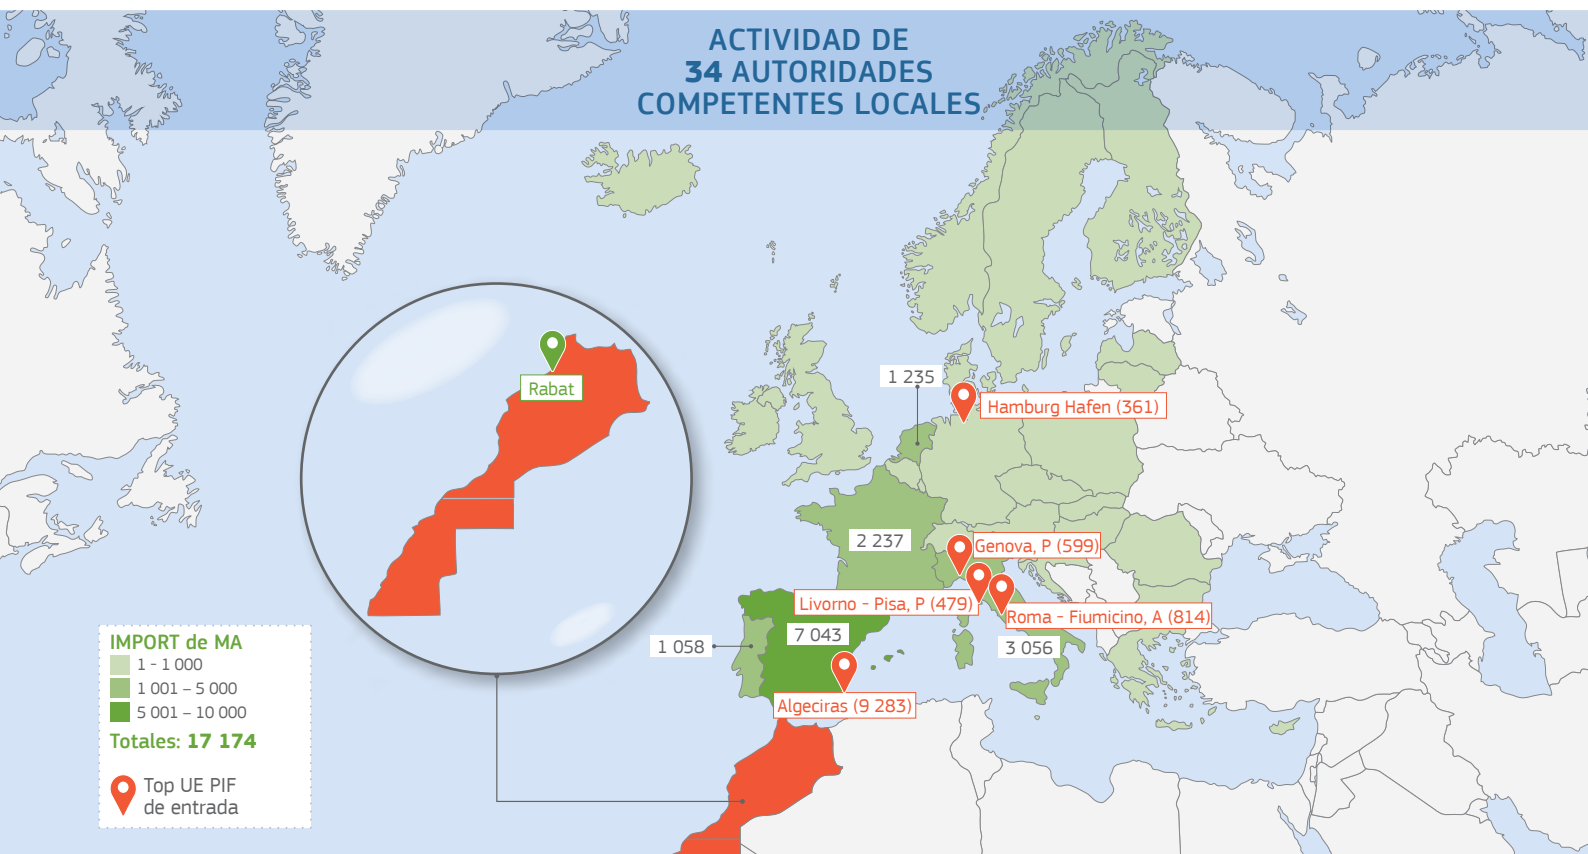 ACTIVIDAD DE
34 AUTORIDADES
COMPETENTES LOCALES
Rabat
1 235
Hamburg Hafen (361)
2 237
Genova, P (599)
Livorno - Pisa, P (479)
Roma - Fiumicino, A (814)
1 058
7 043
3 056
Algeciras (9 283)
IMPORT de MA
1 - 1 000
1 001 – 5 000
5 001 – 10 000
Totales: 17 174
Top UE PIF
de entrada